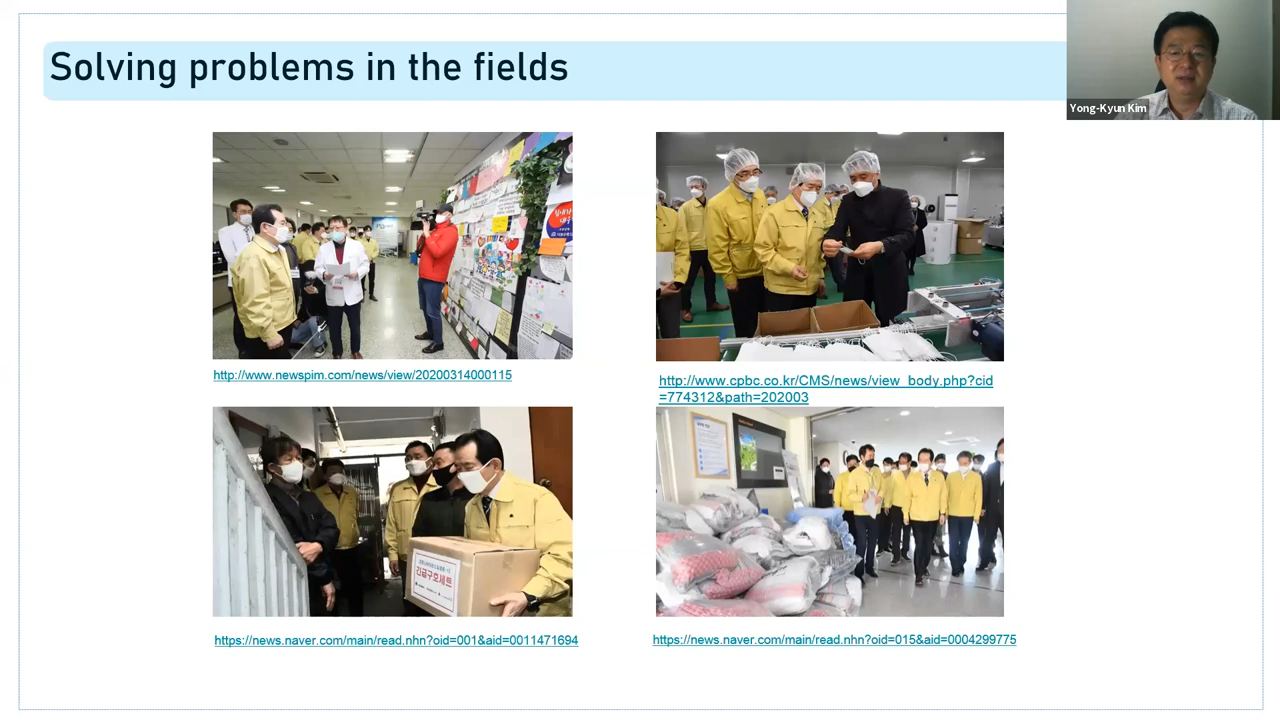 Solving problems in the fields
Yong-Kyun Kim
http://www.newspim.com/news/view/20200314000115
http://www.cpbc.co.kr/CMS/news/view_body.php?cid
=774312&path=202003
긴급구호세트
https://news.naver.com/main/read.nhn?oid=001&aid=0011471694
https://news.naver.com/main/read.nhn?oid=015&aid=0004299775